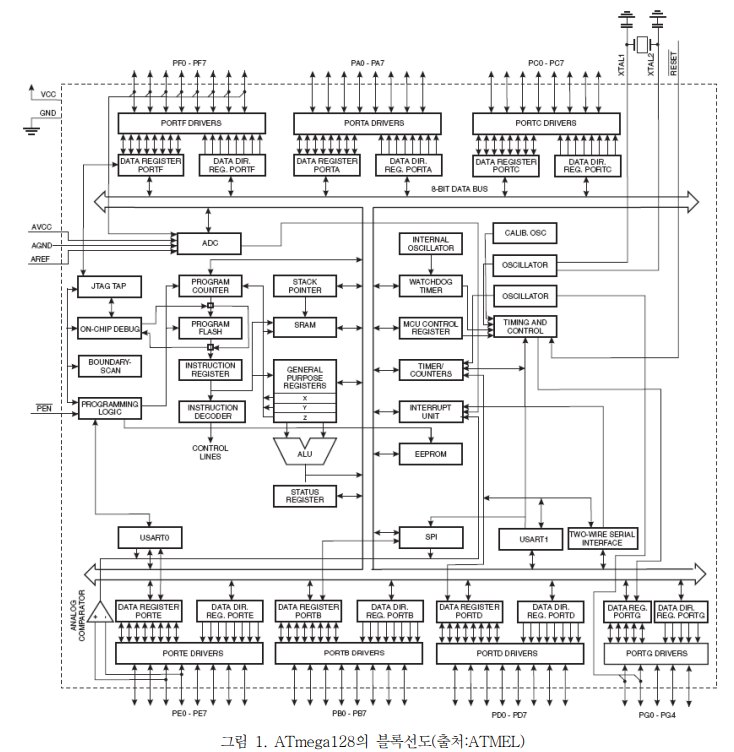 PF0 - PF7
PA0 - PA7
PC0 - PC7
XTAL1
XTAL2
RESET
VCC
GND
PORTF DRIVERS
PORTA DRIVERS
PORTC DRIVERS
DATA REGISTER
PORTF
DATA DIR.
REG. PORTF
DATA REGISTER
PORTA
DATA DIR.
REG. PORTA
DATA REGISTER
PORTC
DATA DIR.
REG. PORTC
8-BIT DATA BUS
AVCC
AGND
AREF
ADC
INTERNAL
OSCILLATOR
CALIB. OSC
OSCILLATOR
JTAG TAP
PROGRAM
COUNTER
STACK
POINTER
WATCHDOG
TIMER
OSCILLATOR
ON-CHIP DEBUG
PROGRAM
FLASH
SRAM
MCU CONTROL
REGISTER
TIMING AND
CONTROL
BOUNDARY-
SCAN
INSTRUCTION
REGISTER
GENERAL
PURPOSE
REGISTERS
X
Y
Z
TIMER/
COUNTERS
PEN
PROGRAMMING
LOGIC
INSTRUCTION
DECODER
INTERRUPT
UNIT
CONTROL
LINES
ALU
EEPROM
STATUS
REGISTER
USART0
SPI
USART1
TWO-WIRE SERIAL
INTERFACE
ANALOG
COMPARATOR
+ -
DATA REGISTER
PORTE
DATA DIR.
REG. PORTE
DATA REGISTER
PORTB
DATA DIR.
REG. PORTB
DATA REGISTER
PORTD
DATA DIR.
REG. PORTD
DATA REG.
PORTG
DATA DIR.
REG. PORTG
PORTE DRIVERS
PORTB DRIVERS
PORTD DRIVERS
PORTG DRIVERS
PE0 - PE7
PB0 - PB7
PD0 - PD7
PG0 - PG4
그림 1. ATmega128의 블록선도(출처:ATMEL)